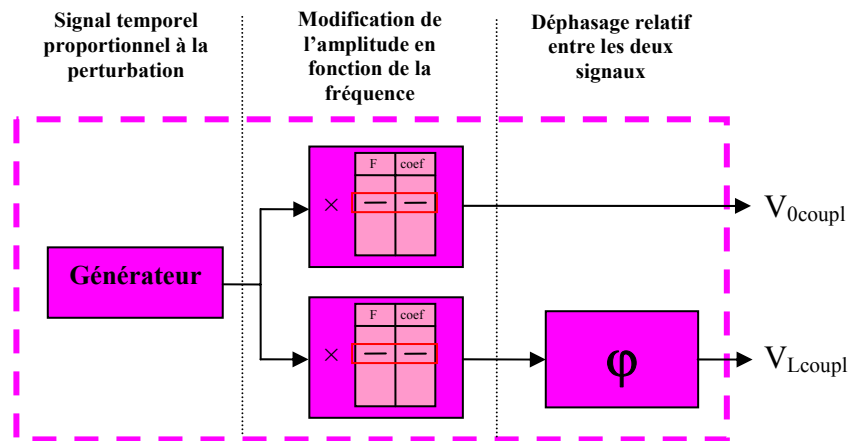 Signal temporel
proportionnel à la
perturbation
Modification de
l'amplitude en
fonction de la
fréquence
Déphasage relatif
entre les deux
signaux
F coef
×
V0coupl
Générateur
F coef
×
φ
VLcoupl